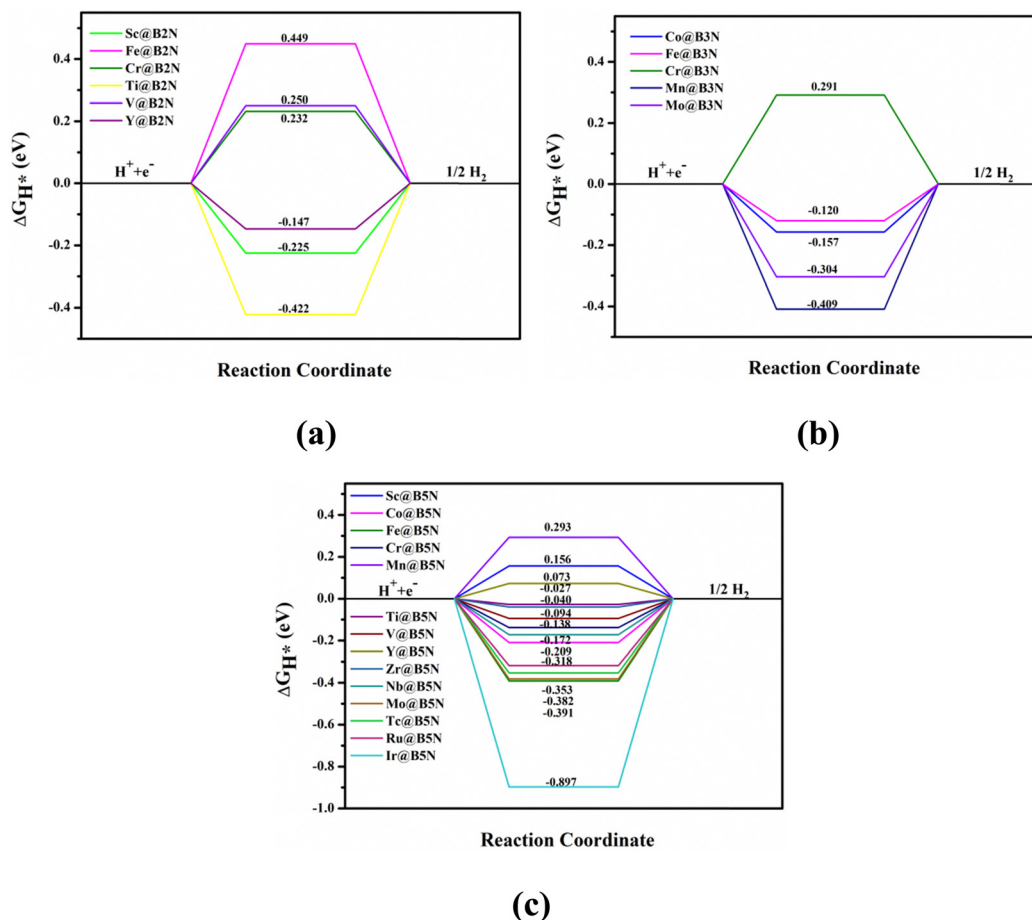 Sc@B2N
Fe@B2N
Cr@B2N
Ti@B2N
V@B2N
Y@B2N
0.449
0.250
0.232
-0.147
-0.225
-0.422
H⁺+e⁻
1/2 H₂
0.4
0.2
0.0
-0.2
-0.4
ΔG_H* (eV)
Reaction Coordinate
(a)
Co@B3N
Fe@B3N
Cr@B3N
Mn@B3N
Mo@B3N
0.291
-0.120
-0.157
-0.304
-0.409
H⁺+e⁻
1/2 H₂
0.4
0.2
0.0
-0.2
-0.4
ΔG_H* (eV)
Reaction Coordinate
(b)
Sc@B5N
Co@B5N
Fe@B5N
Cr@B5N
Mn@B5N
H⁺+e⁻
Ti@B5N
V@B5N
Y@B5N
Zr@B5N
Nb@B5N
Mo@B5N
Tc@B5N
Ru@B5N
Ir@B5N
0.293
0.156
0.073
-0.027
-0.040
-0.094
-0.138
-0.172
-0.209
-0.318
-0.353
-0.382
-0.391
-0.897
1/2 H₂
0.4
0.2
0.0
-0.2
-0.4
-0.6
-0.8
-1.0
ΔG_H* (eV)
Reaction Coordinate
(c)